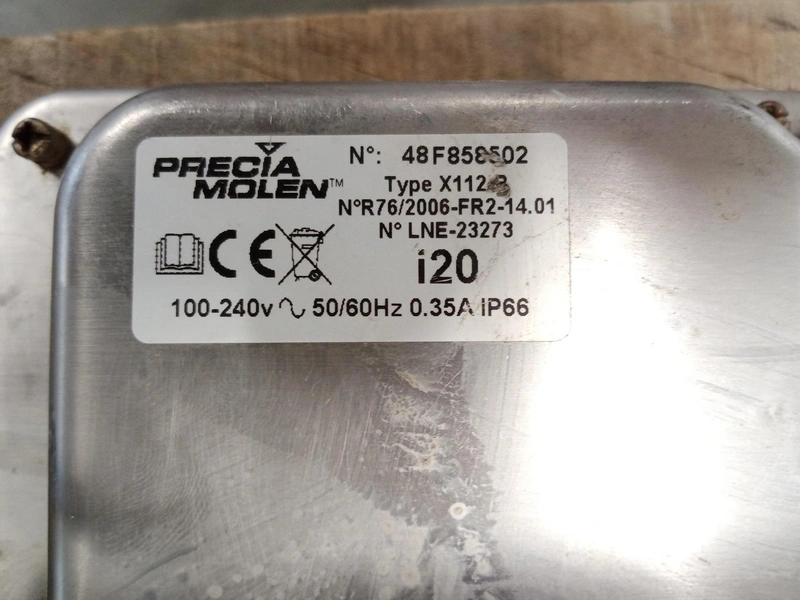 PRECIA
MOLEN™
N°: 48F858502
Type
N°R76/2006-FR2-14.01
N° LNE-23273
CE
i20
100-240v 50/60Hz 0.35A iP66